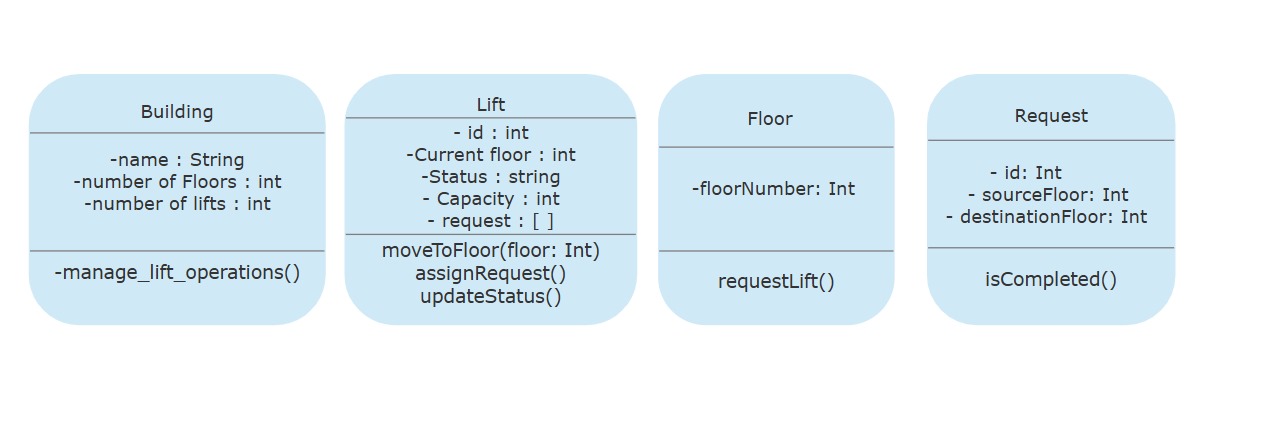 Building
-name : String
-number of Floors : int
-number of lifts : int
-manage_lift_operations()
Lift
- id : int
-Current floor : int
-Status : string
- Capacity : int
- request : [ ]
moveToFloor(floor: Int)
assignRequest()
updateStatus()
Floor
-floorNumber: Int
requestLift()
Request
- id: Int
- sourceFloor: Int
- destinationFloor: Int
isCompleted()